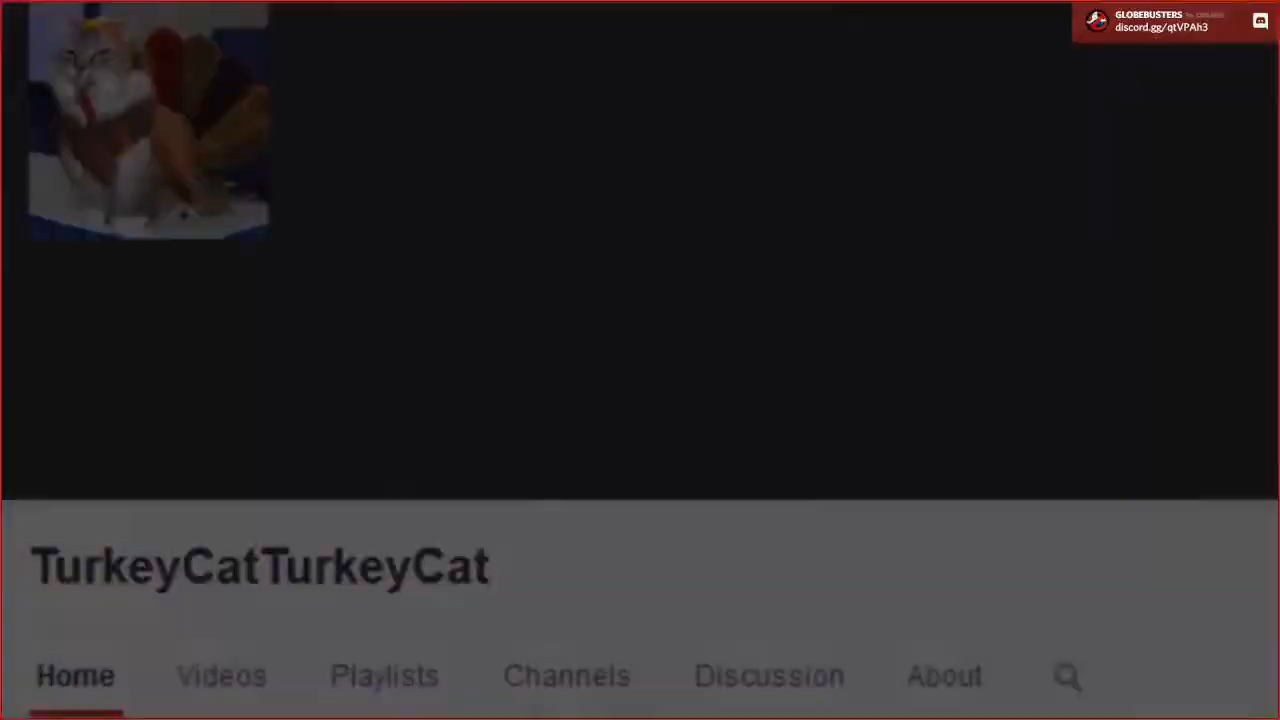 GLOBEBUSTERS
discord.gg/qtVPAh3
TurkeyCatTurkeyCat
Home Videos Playlists Channels Discussion About